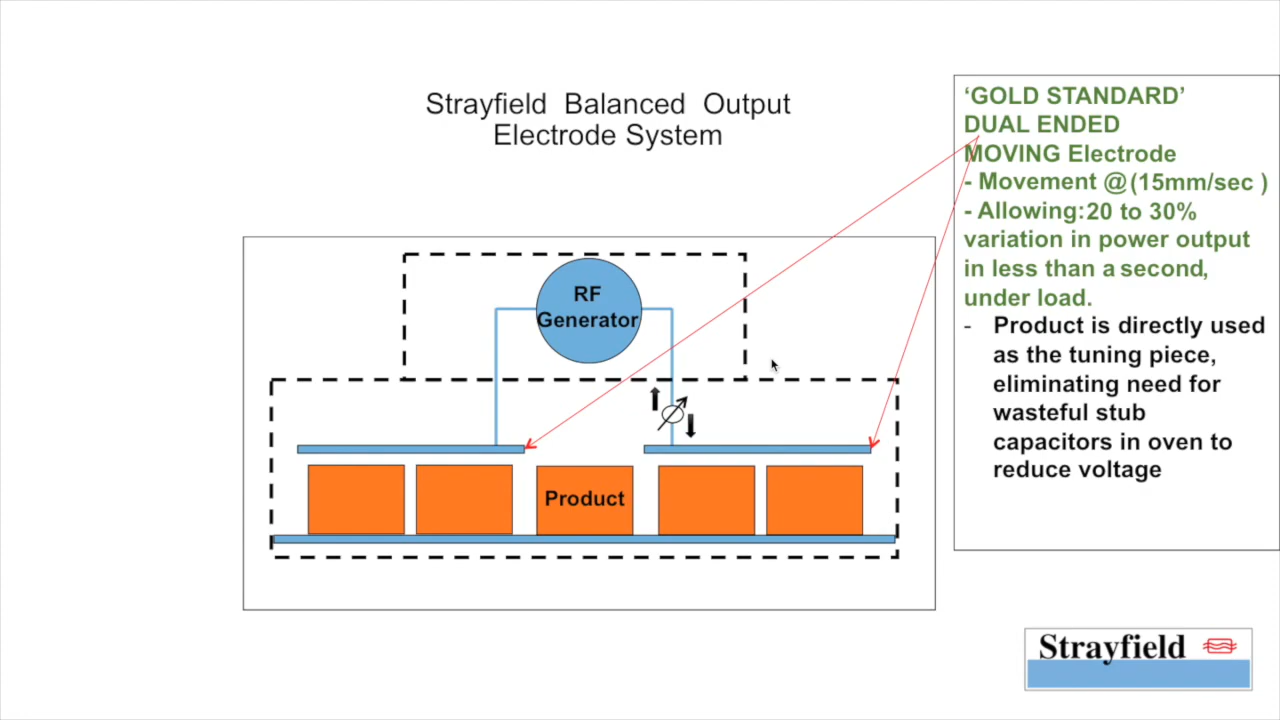 Strayfield Balanced Output
Electrode System
RF
Generator
Product
‘GOLD STANDARD’
DUAL ENDED
MOVING Electrode
- Movement @(15mm/sec )
- Allowing:20 to 30%
variation in power output
in less than a second,
under load.
- Product is directly used
as the tuning piece,
eliminating need for
wasteful stub
capacitors in oven to
reduce voltage
Strayfield